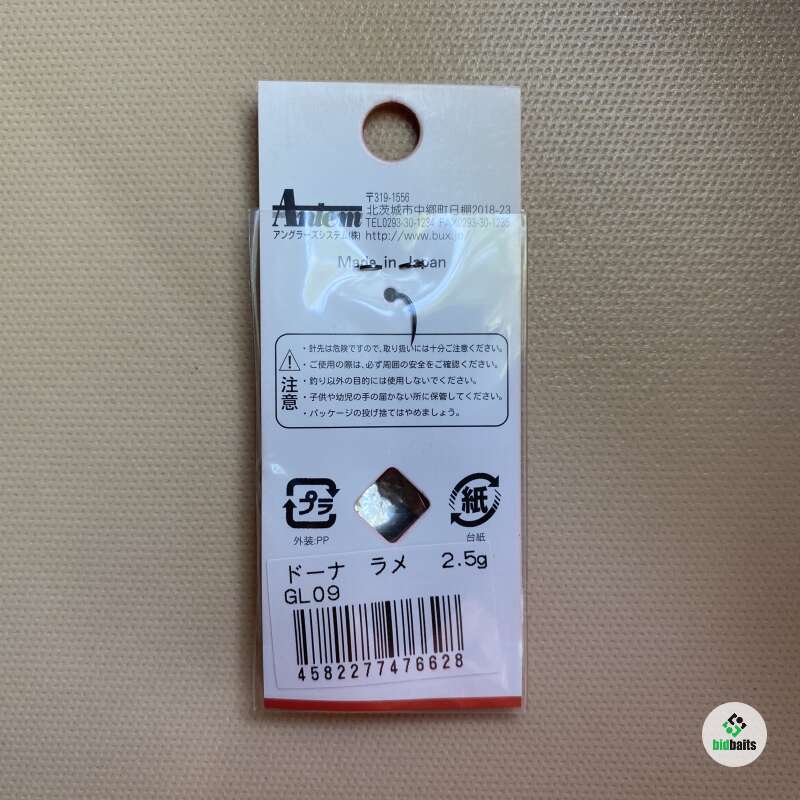 Antem
〒319-1556
北茨城市中郷町日棚2018-23
TEL0293-30-1234 FAX0293-30-1235
アングラーズシステム(株) http://www.bux.jp
Made in Japan
注意
・針先は危険ですので、取り扱いには十分ご注意ください。
・ご使用の際は、必ず周囲の安全をご確認ください。
・釣り以外の目的には使用しないでください。
・子供や幼児の手の届かない所に保管してください。
・パッケージの投げ捨てはやめましょう。
プラ
外装:PP
紙
台紙
ドーナ ラメ 2.5g
GL09
4582277476628
bidbaits